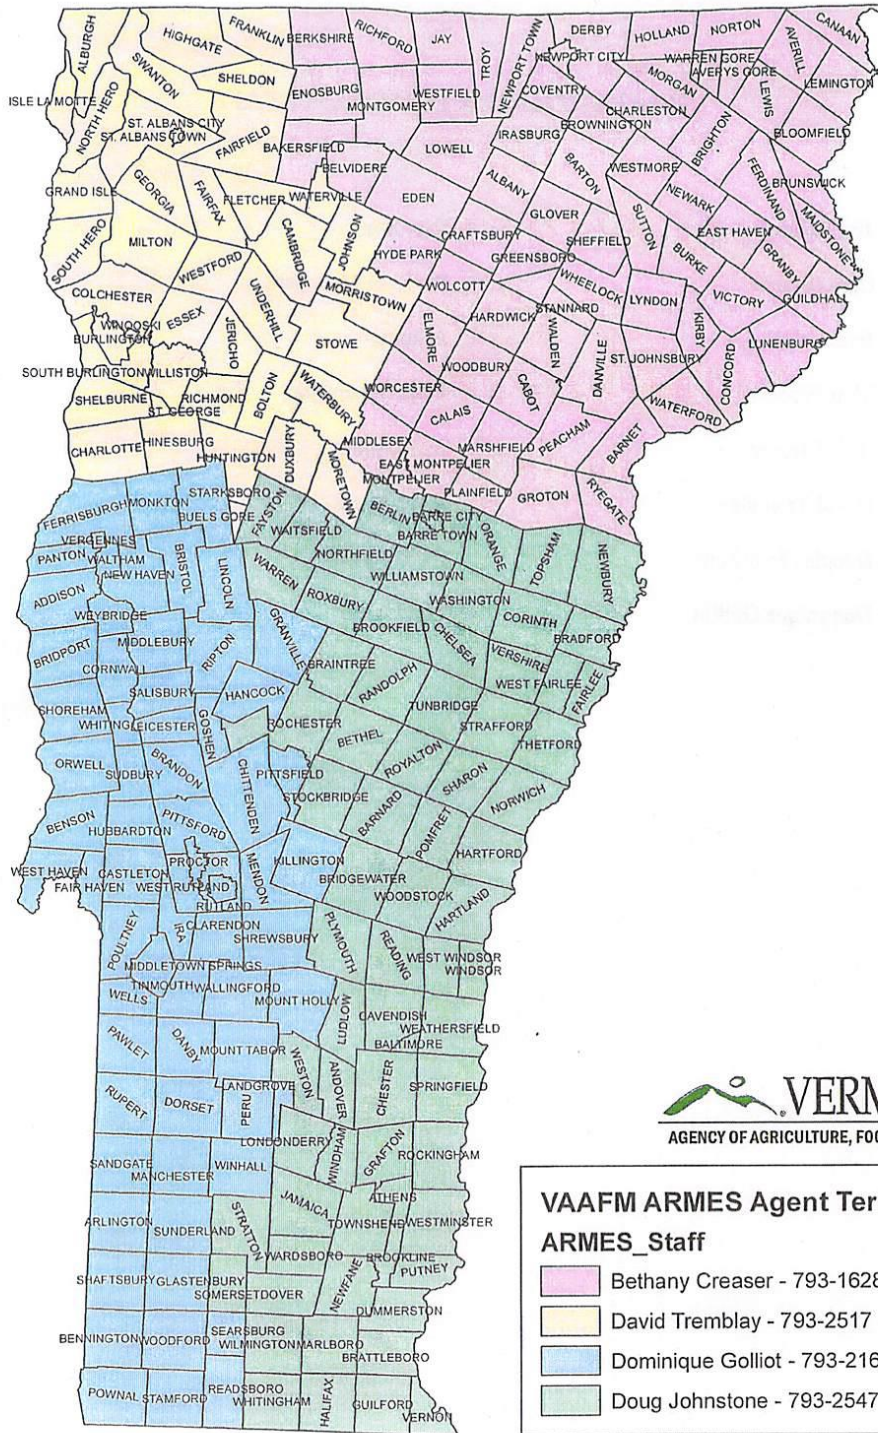 ALBURGH
HIGHGATE
FRANKLIN
BERKSHIRE
RICHFORD
JAY
TROY
NEWPORT TOWN
DERBY
HOLLAND
NORTON
CANAAN
NEWPORT CITY
WARREN GORE
AVERYS GORE
AVERILL
LEMINGTON
LEWIS
SWANTON
SHELDON
ENOSBURG
MONTGOMERY
WESTFIELD
COVENTRY
MORGAN
CHARLESTON
BLOOMFIELD
ISLE LA MOTTE
NORTH HERO
ST. ALBANS CITY
ST. ALBANS TOWN
FAIRFIELD
BAKERSFIELD
LOWELL
IRASBURG
BROWNINGTON
BRIGHTON
BELVIDERE
ALBANY
BARTON
WESTMORE
FERDINAND
BRUNSWICK
GRAND ISLE
GEORGIA
FAIRFAX
FLETCHER
WATERVILLE
EDEN
GLOVER
NEWARK
MAIDSTONE
SOUTH HERO
MILTON
CAMBRIDGE
JOHNSON
CRAFTSBURY
SHEFFIELD
SUTTON
EAST HAVEN
HYDE PARK
GREENSBORO
BURKE
GRANBY
WESTFORD
WHEELOCK
COLCHESTER
UNDERHILL
MORRISTOWN
WOLCOTT
LYNDON
VICTORY
GUILDHALL
ESSEX
HARDWICK
STANNARD
WINOOSKI
BURLINGTON
JERICHO
STOWE
ELMORE
WALDEN
KIRBY
LUNENBURG
DANVILLE
ST. JOHNSBURY
CONCORD
SOUTH BURLINGTON
WILLISTON
WOODBURY
SHELBURNE
RICHMOND
BOLTON
WATERBURY
WORCESTER
CABOT
WATERFORD
ST. GEORGE
CALAIS
CHARLOTTE
HINESBURG
HUNTINGTON
DUXBURY
MIDDLESEX
MARSHFIELD
PEACHAM
BARNET
MORETOWN
EAST MONTPELIER
MONTPELIER
PLAINFIELD
GROTON
RYEGATE
STARKSBORO
FERRISBURGH
MONKTON
BUELS GORE
FAYSTON
BERLIN
BARRE CITY
BARRE TOWN
ORANGE
TOPSHAM
NEWBURY
WAITSFIELD
VERGENNES
PANTON
WALTHAM
NEW HAVEN
BRISTOL
LINCOLN
NORTHFIELD
WARREN
WILLIAMSTOWN
ADDISON
ROXBURY
WASHINGTON
CORINTH
WEYBRIDGE
BROOKFIELD
CHELSEA
BRADFORD
MIDDLEBURY
RIPTON
GRANVILLE
VERSHIRE
BRIDPORT
CORNWALL
BRAINTREE
RANDOLPH
WEST FAIRLEE
FAIRLEE
SALISBURY
HANCOCK
SHOREHAM
TUNBRIDGE
WHITING
LEICESTER
GOSHEN
ROCHESTER
STRAFFORD
BETHEL
THETFORD
ORWELL
SUDBURY
BRANDON
ROYALTON
CHITTENDEN
PITTSFIELD
SHARON
STOCKBRIDGE
NORWICH
BENSON
HUBBARDTON
PITTSFORD
BARNARD
POMFRET
WEST HAVEN
FAIR HAVEN
CASTLETON
PROCTOR
WEST RUTLAND
MENDON
KILLINGTON
HARTFORD
BRIDGEWATER
RUTLAND
WOODSTOCK
HARTLAND
POULTNEY
IRA
CLARENDON
SHREWSBURY
PLYMOUTH
READING
WEST WINDSOR
WINDSOR
MIDDLETOWN SPRINGS
TINMOUTH
WALLINGFORD
WELLS
MOUNT HOLLY
LUDLOW
CAVENDISH
WEATHERSFIELD
BALTIMORE
PAWLET
DANBY
MOUNT TABOR
WESTON
ANDOVER
CHESTER
SPRINGFIELD
RUPERT
DORSET
PERU
LANDGROVE
LONDONDERRY
WINDHAM
GRAFTON
ROCKINGHAM
SANDGATE
MANCHESTER
WINHALL
JAMAICA
ATHENS
ARLINGTON
SUNDERLAND
STRATTON
TOWNSHEND
WESTMINSTER
WARDSBORO
BROOKLINE
PUTNEY
SHAFTSBURY
GLASTENBURY
SOMERSET
DOVER
NEWFANE
DUMMERSTON
BENNINGTON
WOODFORD
SEARSBURG
WILMINGTON
MARLBORO
BRATTLEBORO
POWNAL
STAMFORD
READSBORO
WHITINGHAM
HALIFAX
GUILFORD
VERNON
VERM
AGENCY OF AGRICULTURE, FOO
VAAFM ARMES Agent Ter
ARMES_Staff
Bethany Creaser - 793-1628
David Tremblay - 793-2517
Dominique Golliot - 793-216
Doug Johnstone - 793-2547